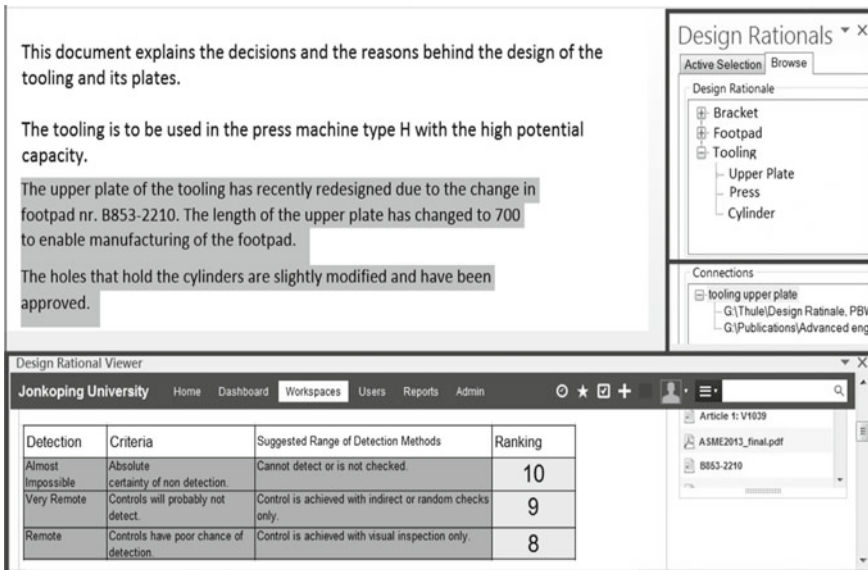 This document explains the decisions and the reasons behind the design of the
tooling and its plates.
The tooling is to be used in the press machine type H with the high potential
capacity.
The upper plate of the tooling has recently redesigned due to the change in
footpad nr. B853-2210. The length of the upper plate has changed to 700
to enable manufacturing of the footpad.
The holes that hold the cylinders are slightly modified and have been
approved.
Design Rationals
Active Selection Browse
Design Rationale
Bracket
Footpad
Tooling
Upper Plate
Press
Cylinder
Connections
tooling upper plate
G:\Thule\Design Ratinale, PBV
G:\Publications\Advanced eng
Design Rational Viewer
Jonkoping University Home Dashboard Workspaces Users Reports Admin
Detection Criteria Suggested Range of Detection Methods Ranking
Almost Impossible Absolute certainty of non detection. Cannot detect or is not checked. 10
Very Remote Controls will probably not detect. Control is achieved with indirect or random checks only. 9
Remote Controls have poor chance of detection. Control is achieved with visual inspection only. 8
Article 1: V1039
ASME2013_final.pdf
B853-2210